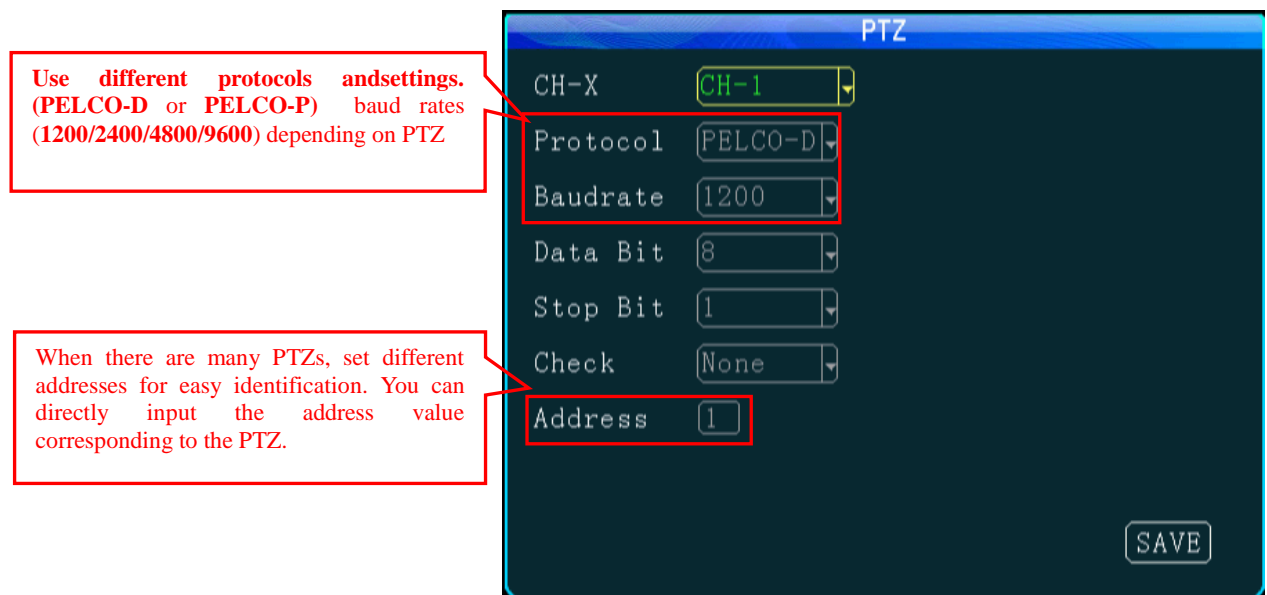 PTZ
Use different protocols andsettings.
(PELCO-D or PELCO-P) baud rates
(1200/2400/4800/9600) depending on PTZ
CH-X CH-1
Protocol PELCO-D
Baudrate 1200
Data Bit 8
Stop Bit 1
When there are many PTZs, set different
addresses for easy identification. You can
directly input the address value
corresponding to the PTZ.
Check None
Address 1
SAVE